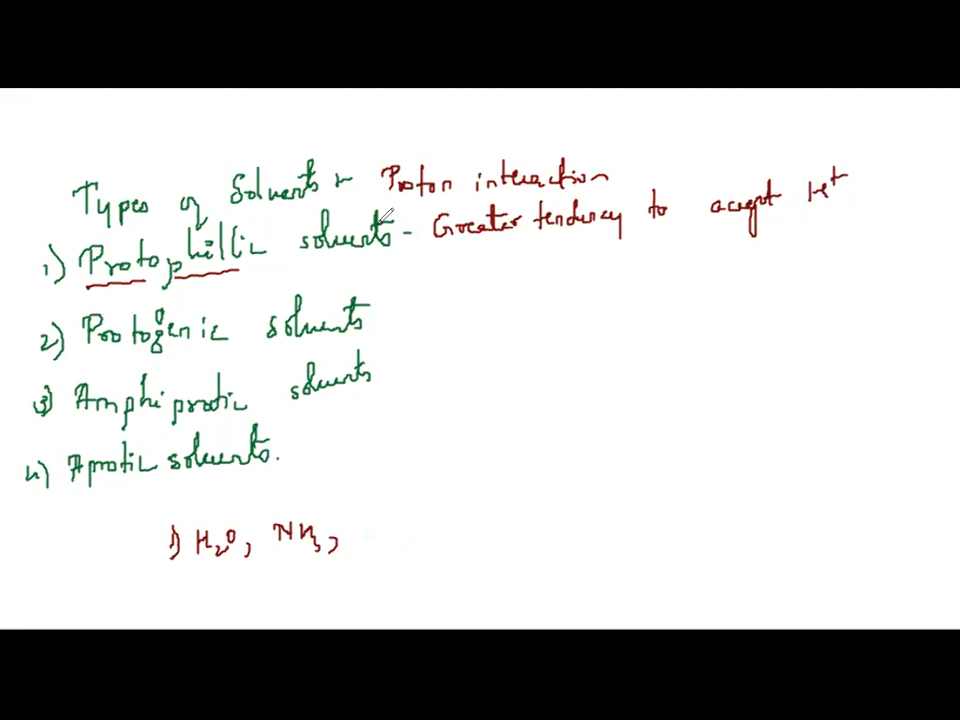 Types of Solvents - Proton interaction
1) Protophillic solvents - Greater tendency to accept H+
2) Protogenic solvents
3) Amphiprotic solvents
4) Aprotic solvents.
1) H2O, NH3,